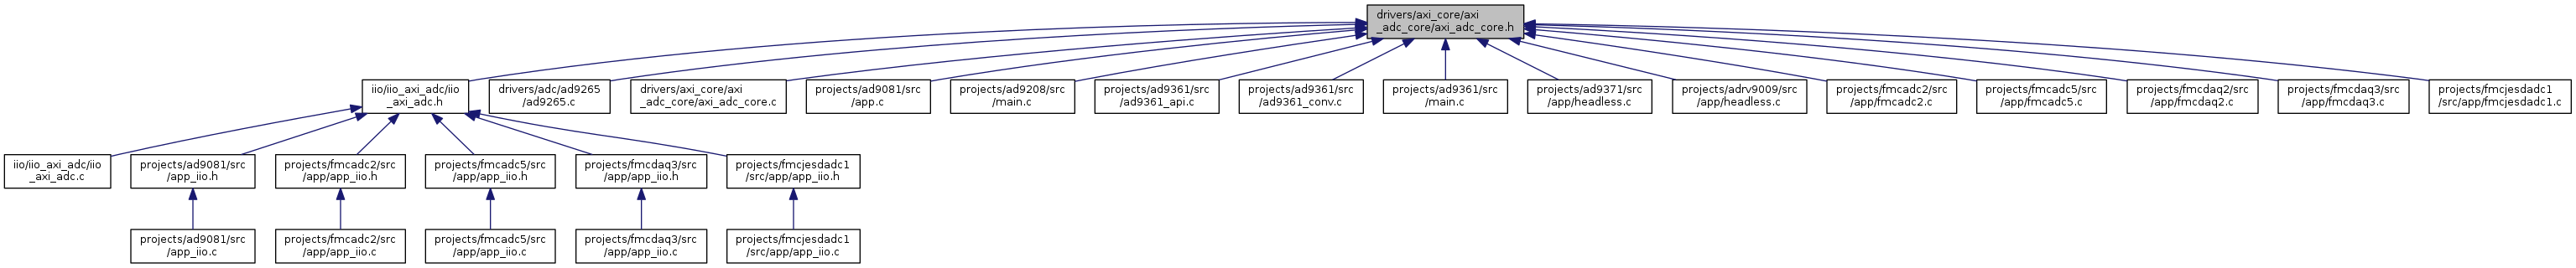 drivers/axi_core/axi
_adc_core/axi_adc_core.h
iio/iio_axi_adc/iio
_axi_adc.h
drivers/adc/ad9265
/ad9265.c
drivers/axi_core/axi
_adc_core/axi_adc_core.c
projects/ad9081/src
/app.c
projects/ad9208/src
/main.c
projects/ad9361/src
/ad9361_api.c
projects/ad9361/src
/ad9361_conv.c
projects/ad9361/src
/main.c
projects/ad9371/src
/app/headless.c
projects/adrv9009/src
/app/headless.c
projects/fmcadc2/src
/app/fmcadc2.c
projects/fmcadc5/src
/app/fmcadc5.c
projects/fmcdaq2/src
/app/fmcdaq2.c
projects/fmcdaq3/src
/app/fmcdaq3.c
projects/fmcjesdadc1
/src/app/fmcjesdadc1.c
iio/iio_axi_adc/iio
_axi_adc.c
projects/ad9081/src
/app_iio.h
projects/fmcadc2/src
/app/app_iio.h
projects/fmcadc5/src
/app/app_iio.h
projects/fmcdaq3/src
/app/app_iio.h
projects/fmcjesdadc1
/src/app/app_iio.h
projects/ad9081/src
/app_iio.c
projects/fmcadc2/src
/app/app_iio.c
projects/fmcadc5/src
/app/app_iio.c
projects/fmcdaq3/src
/app/app_iio.c
projects/fmcjesdadc1
/src/app/app_iio.c